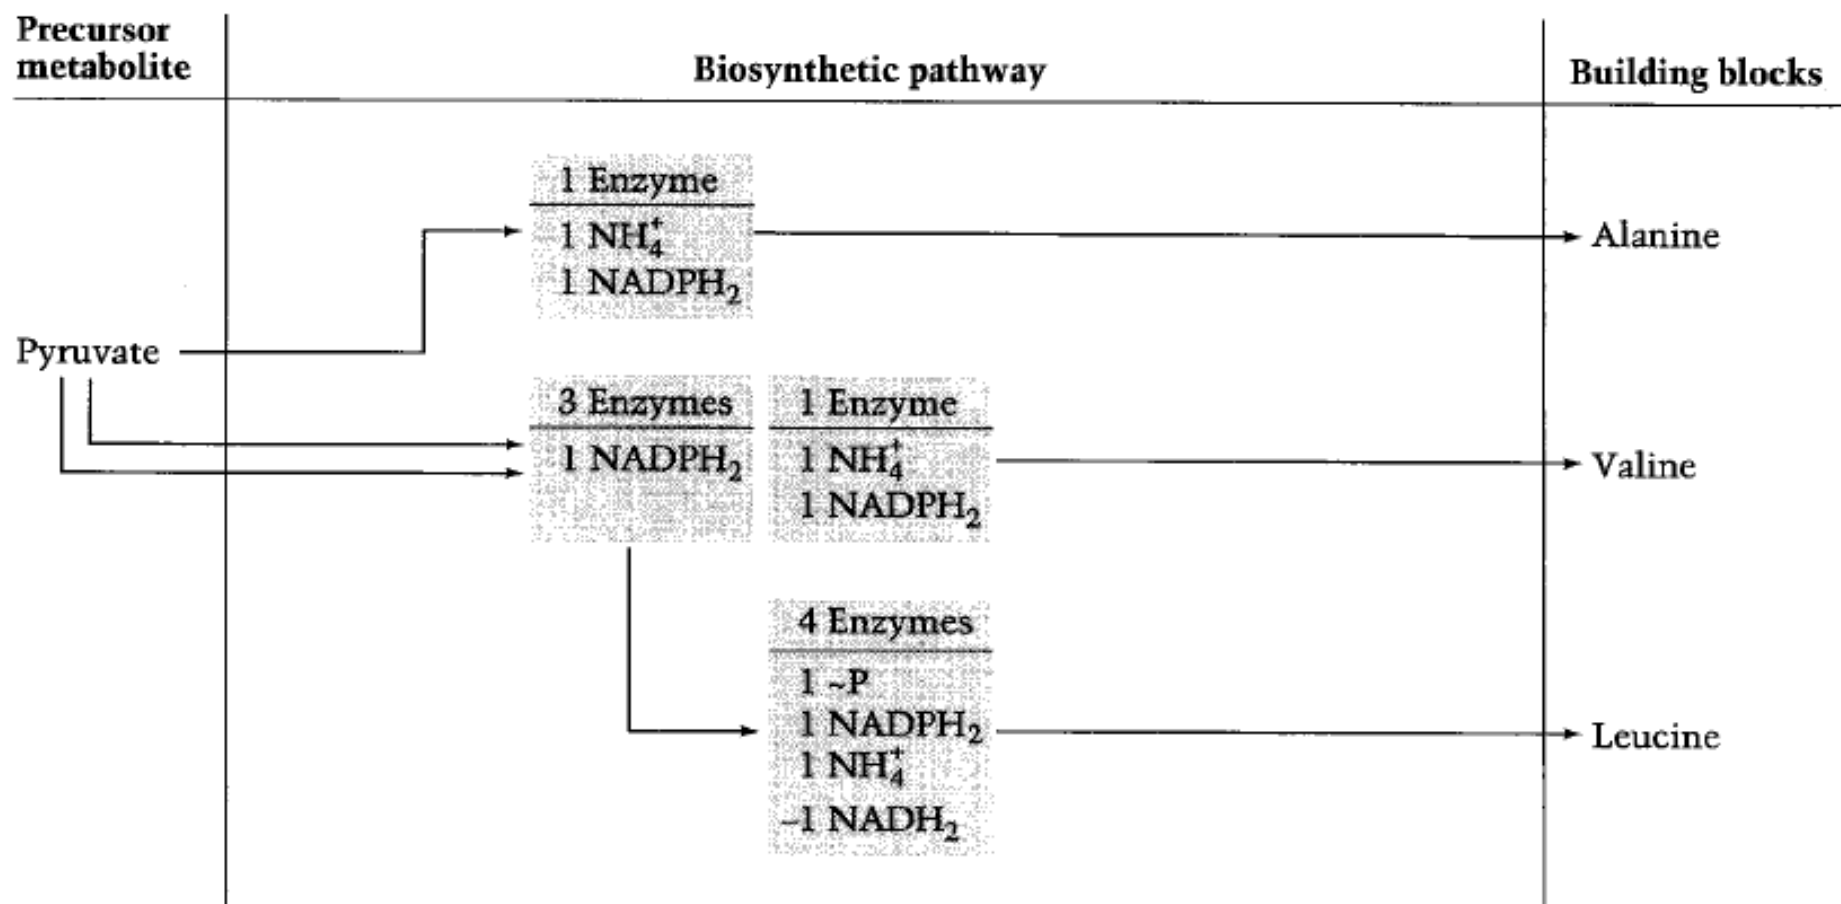 Precursor
metabolite
Biosynthetic pathway
Building blocks
1 Enzyme
1 NH₄⁺
1 NADPH₂
Alanine
Pyruvate
3 Enzymes
1 NADPH₂
1 Enzyme
1 NH₄⁺
1 NADPH₂
Valine
4 Enzymes
1 ~P
1 NADPH₂
1 NH₄⁺
–1 NADH₂
Leucine